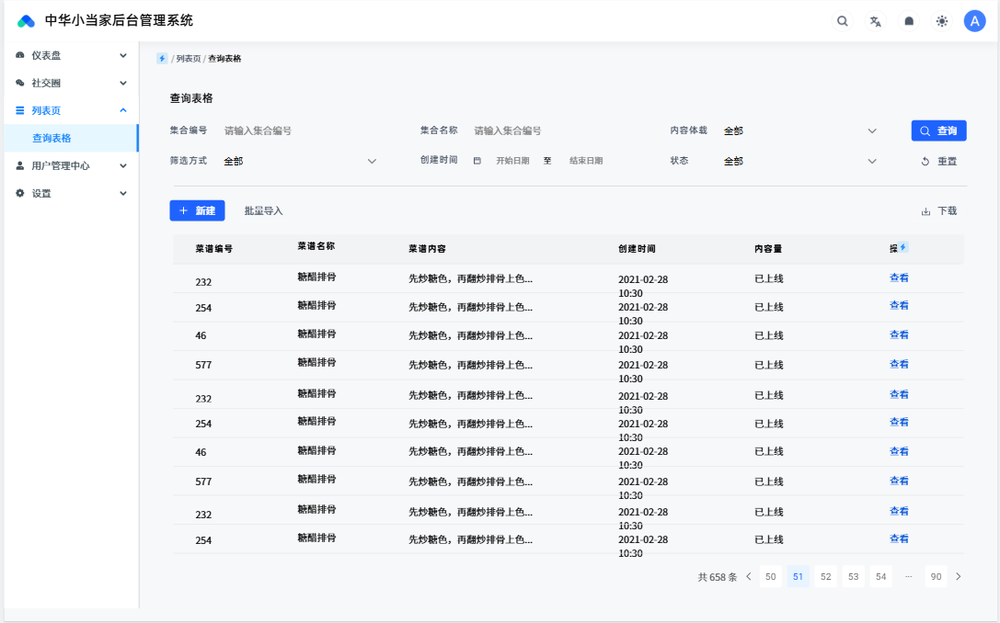 中华小当家后台管理系统
A
仪表盘
社交圈
列表页
查询表格
用户管理中心
设置
/ 列表页 / 查询表格
查询表格
集合编号 请输入集合编号 集合名称 请输入集合编号 内容体裁 全部 查询
筛选方式 全部 创建时间 开始日期 至 结束日期 状态 全部 重置
+ 新建 批量导入 下载
菜谱编号 菜谱名称 菜谱内容 创建时间 内容量
232 糖醋排骨 先炒糖色，再翻炒排骨上色... 2021-02-28 已上线 查看
10:30
254 糖醋排骨 先炒糖色，再翻炒排骨上色... 2021-02-28 已上线 查看
10:30
46 糖醋排骨 先炒糖色，再翻炒排骨上色... 2021-02-28 已上线 查看
10:30
577 糖醋排骨 先炒糖色，再翻炒排骨上色... 2021-02-28 已上线 查看
10:30
232 糖醋排骨 先炒糖色，再翻炒排骨上色... 2021-02-28 已上线 查看
10:30
254 糖醋排骨 先炒糖色，再翻炒排骨上色... 2021-02-28 已上线 查看
10:30
46 糖醋排骨 先炒糖色，再翻炒排骨上色... 2021-02-28 已上线 查看
10:30
577 糖醋排骨 先炒糖色，再翻炒排骨上色... 2021-02-28 已上线 查看
10:30
232 糖醋排骨 先炒糖色，再翻炒排骨上色... 2021-02-28 已上线 查看
10:30
254 糖醋排骨 先炒糖色，再翻炒排骨上色... 2021-02-28 已上线 查看
10:30
共 658 条 < 50 51 52 53 54 ... 90 >